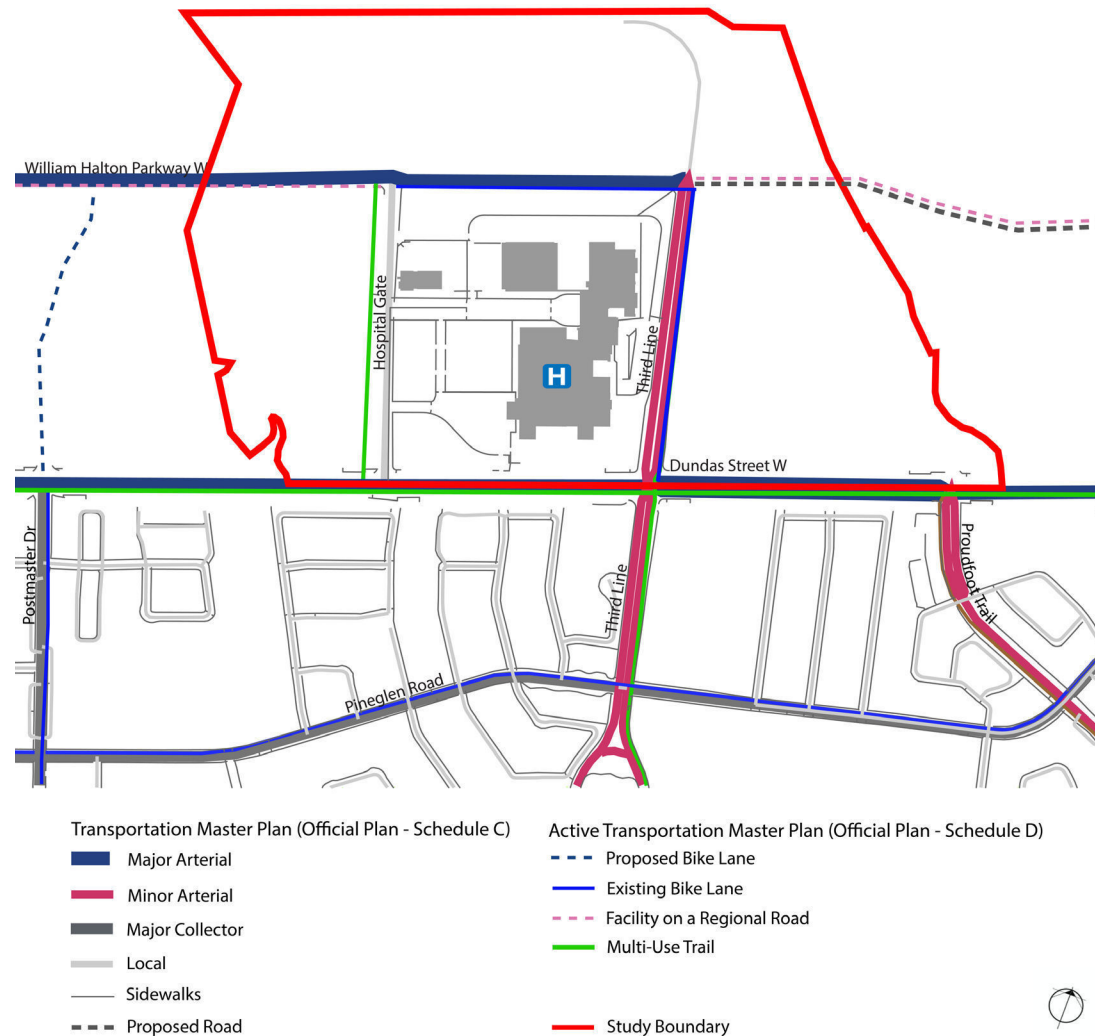 William Halton Parkway W
Hospital Gate
Third Line
H
Dundas Street W
Postmaster Dr
Third Line
Proudfoot Trail
Pineglen Road
Transportation Master Plan (Official Plan - Schedule C)
Major Arterial
Minor Arterial
Major Collector
Local
Sidewalks
Proposed Road
Active Transportation Master Plan (Official Plan - Schedule D)
Proposed Bike Lane
Existing Bike Lane
Facility on a Regional Road
Multi-Use Trail
Study Boundary